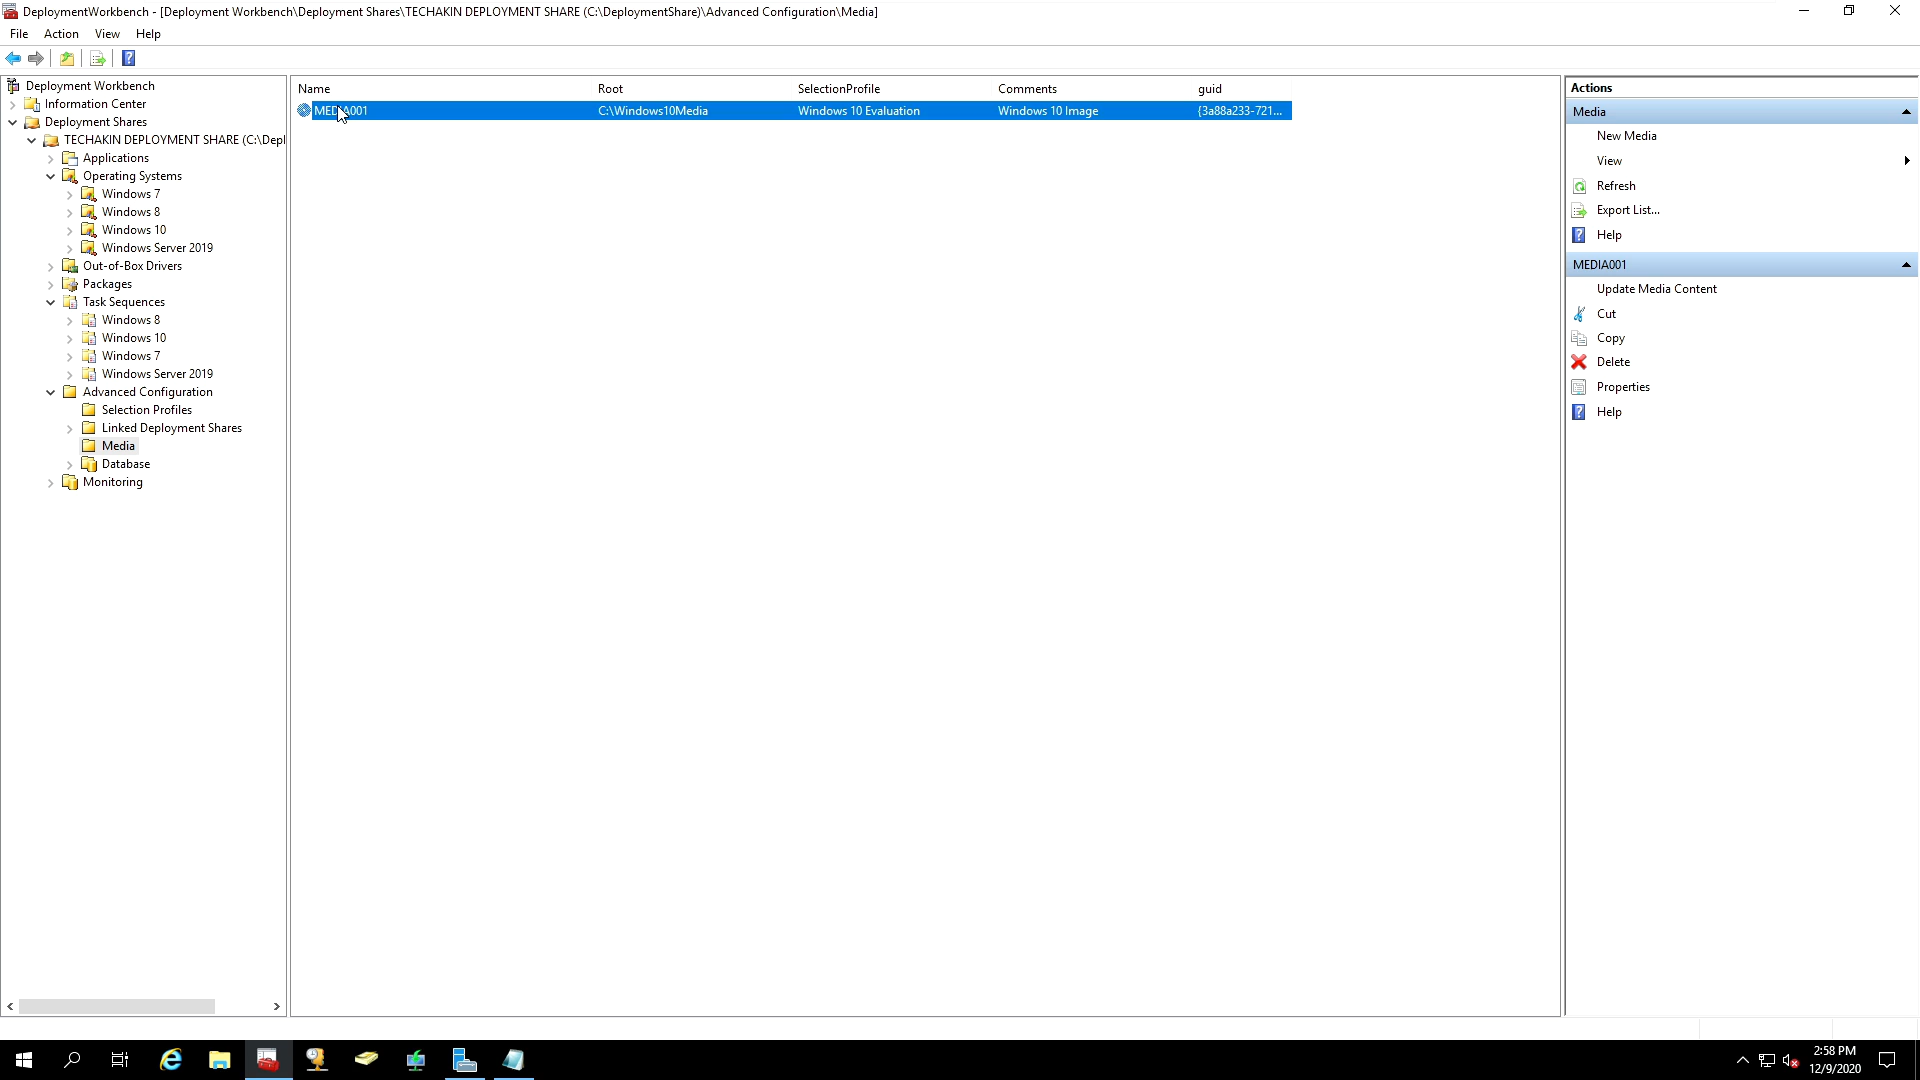 DeploymentWorkbench - [Deployment Workbench\Deployment Shares\TECHAKIN DEPLOYMENT SHARE (C:\DeploymentShare)\Advanced Configuration\Media]
File Action View Help
Deployment Workbench
Information Center
Deployment Shares
TECHAKIN DEPLOYMENT SHARE (C:\Depl
Applications
Operating Systems
Windows 7
Windows 8
Windows 10
Windows Server 2019
Out-of-Box Drivers
Packages
Task Sequences
Windows 8
Windows 10
Windows 7
Windows Server 2019
Advanced Configuration
Selection Profiles
Linked Deployment Shares
Media
Database
Monitoring
Name Root SelectionProfile Comments guid
MEDIA001 C:\Windows10Media Windows 10 Evaluation Windows 10 Image {3a88a233-721...
Actions
Media
New Media
View
Refresh
Export List...
Help
MEDIA001
Update Media Content
Cut
Copy
Delete
Properties
Help
2:58 PM
12/9/2020